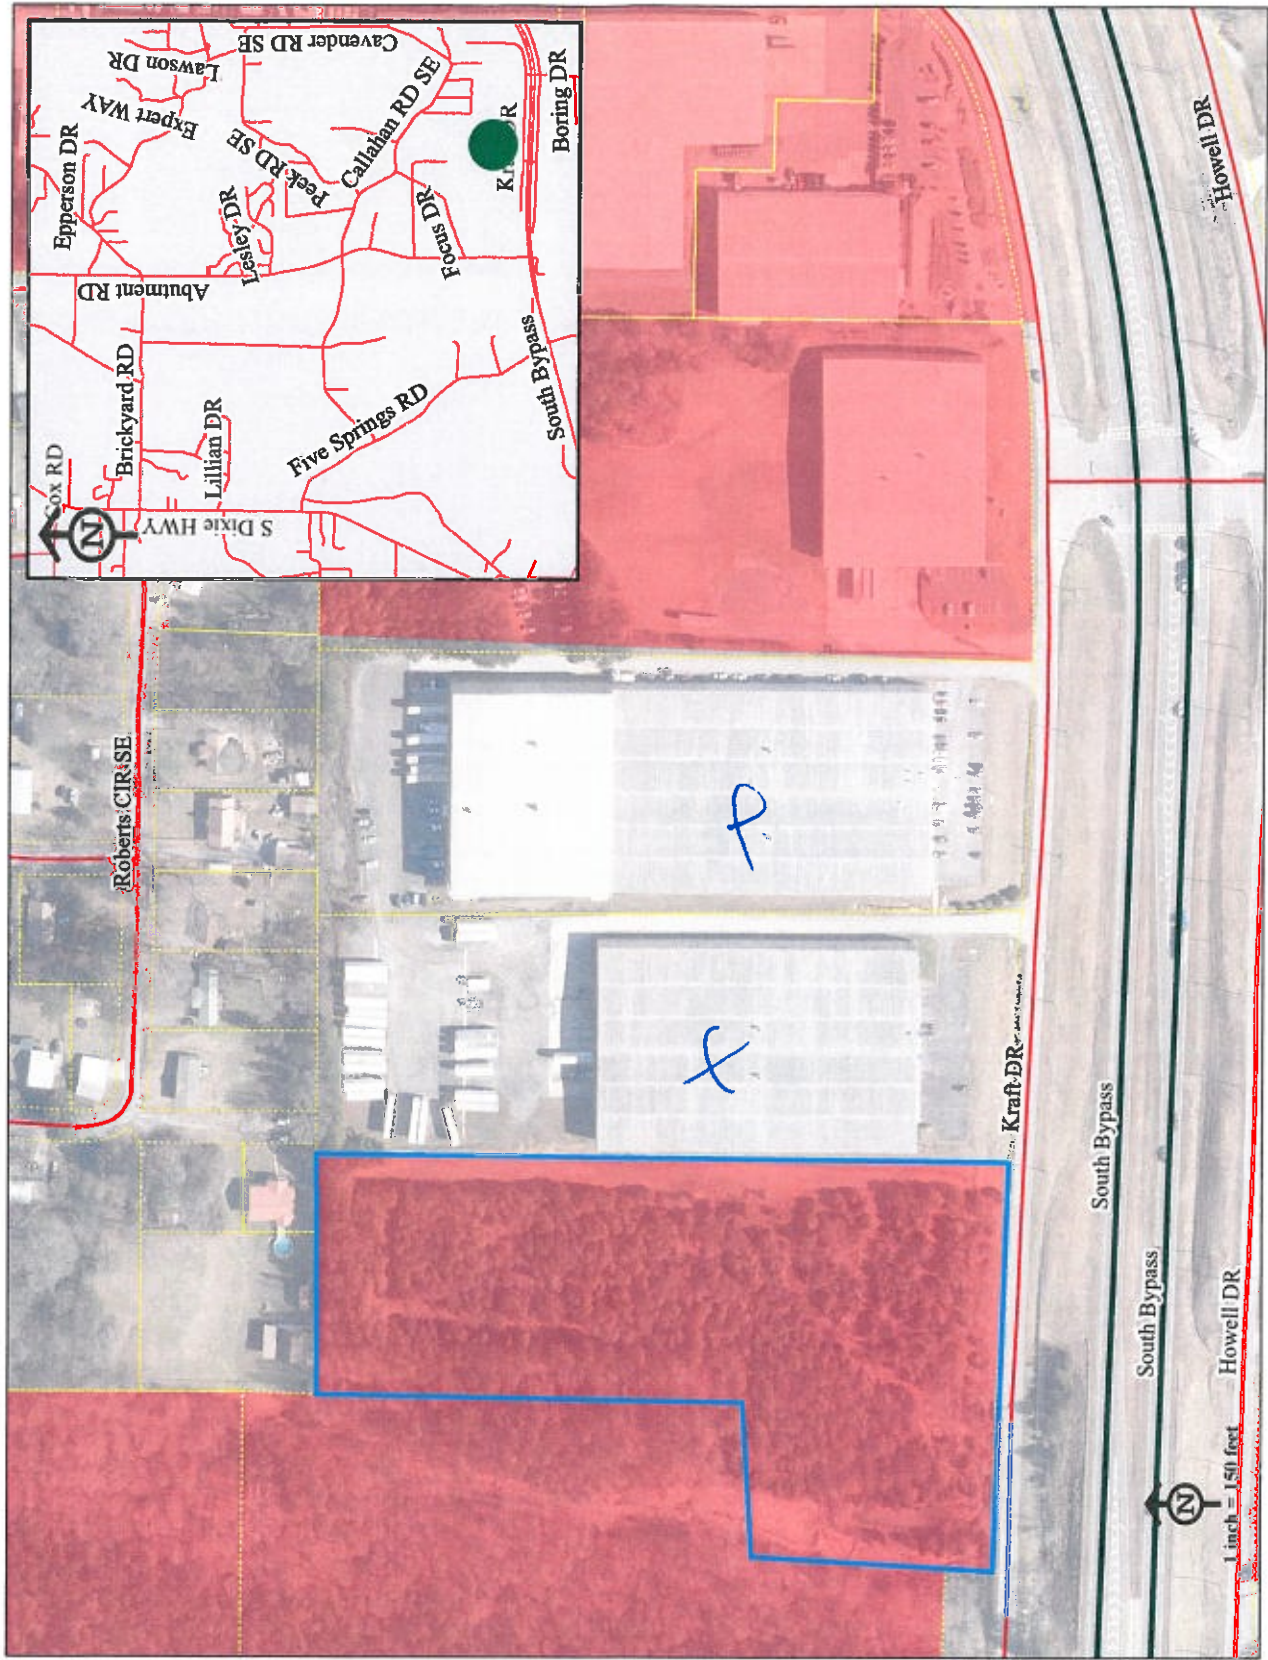 Cox RD
N
S Dixie HWY
Brickyard RD
Lillian DR
Five Springs RD
South Bypass
Epperson DR
Abutment RD
Lesley DR
Focus DR
Expert WAY
Lawson DR
Peek RD SE
Callahan RD SE
Cavender RD SE
DR
Boring DR
Roberts CIR SE
Kraft DR
South Bypass
South Bypass
Howell DR
Howell DR
N
1 inch = 150 feet